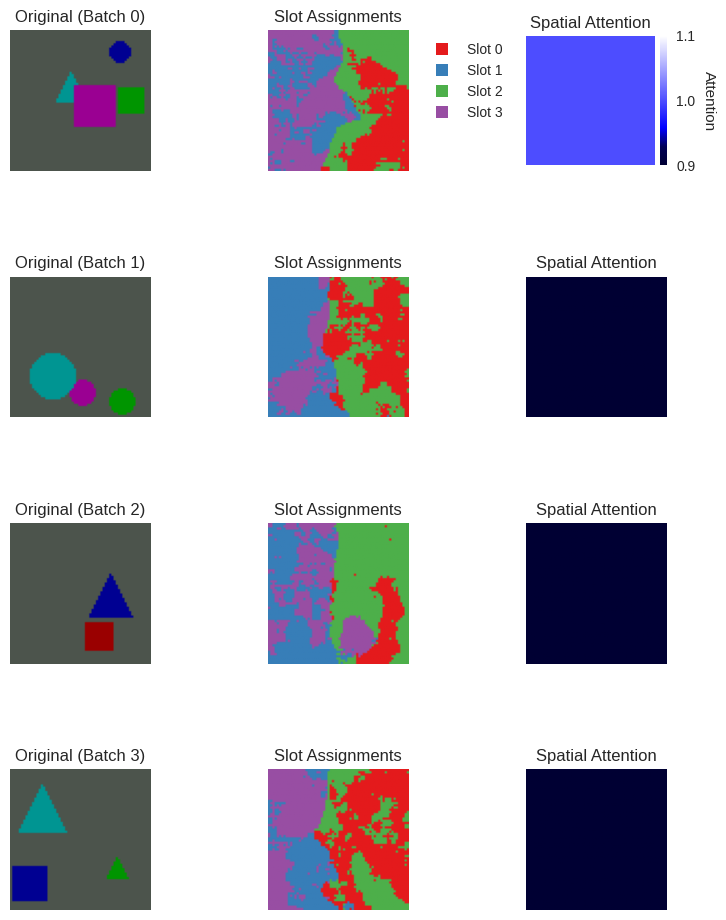 Original (Batch 0)
Slot Assignments
Slot 0
Slot 1
Slot 2
Slot 3
Spatial Attention
1.1
1.0
0.9
Attention
Original (Batch 1)
Slot Assignments
Spatial Attention
Original (Batch 2)
Slot Assignments
Spatial Attention
Original (Batch 3)
Slot Assignments
Spatial Attention